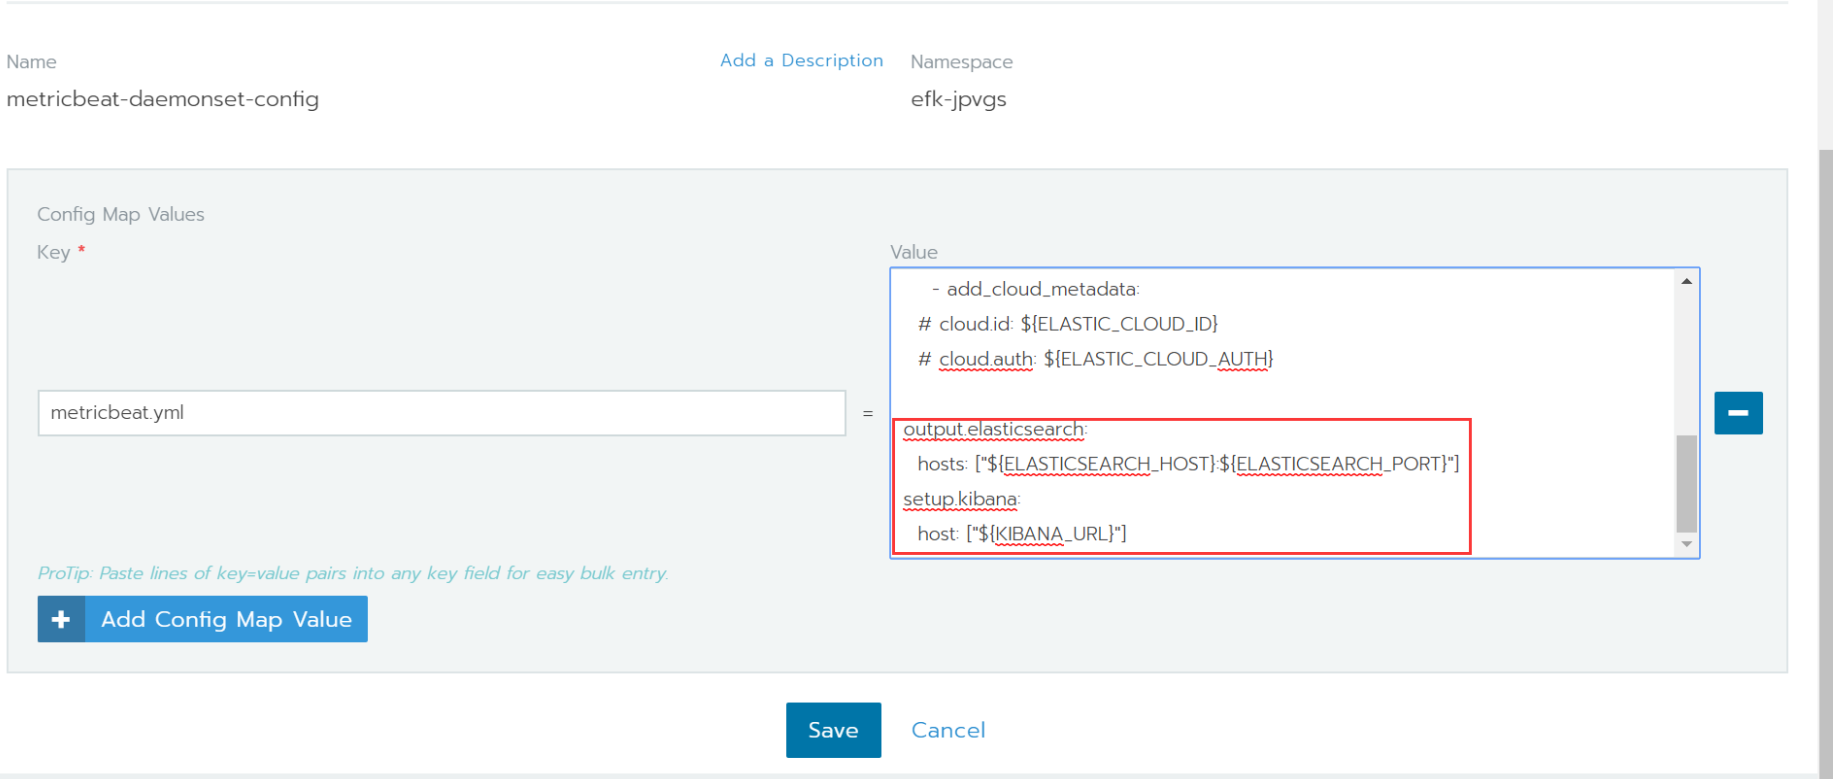 Name
Add a Description
Namespace
metricbeat-daemonset-config
efk-jpvgs
Config Map Values
Key *
Value
- add_cloud_metadata:
# cloud.id: ${ELASTIC_CLOUD_ID}
# cloud.auth: ${ELASTIC_CLOUD_AUTH}
metricbeat.yml
=
output.elasticsearch:
hosts: ["${ELASTICSEARCH_HOST}:${ELASTICSEARCH_PORT}"]
setup.kibana:
host: ["${KIBANA_URL}"]
ProTip: Paste lines of key=value pairs into any key field for easy bulk entry.
+ Add Config Map Value
Save
Cancel